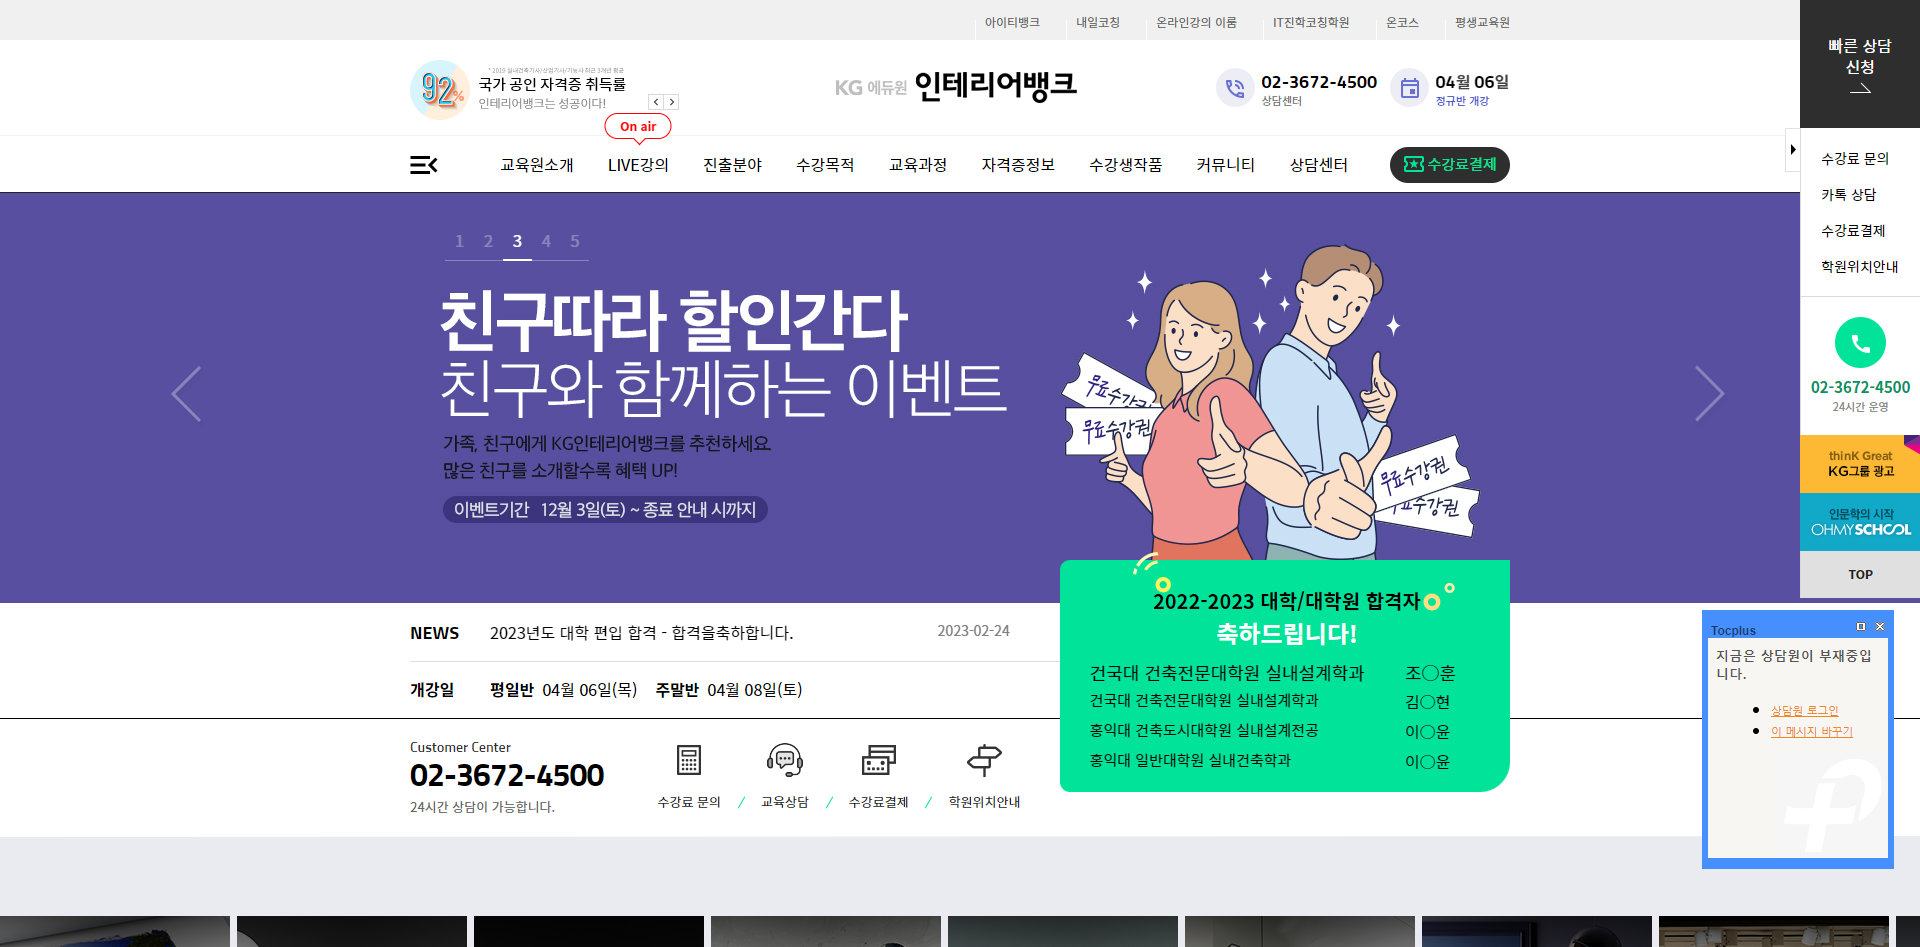 아이티뱅크 내일코칭 온라인강의 이룸 IT진학코칭학원 온코스 평생교육원
92%
* 2019 실내건축기사/산업기사/기능사 최근 3개년 평균
국가 공인 자격증 취득률
인테리어뱅크는 성공이다!
KG 에듀원 인테리어뱅크
02-3672-4500
상담센터
04월 06일
정규반 개강
On air
교육원소개 LIVE강의 진출분야 수강목적 교육과정 자격증정보 수강생작품 커뮤니티 상담센터 수강료결제
1 2 3 4 5
친구따라 할인간다
친구와 함께하는 이벤트
가족, 친구에게 KG인테리어뱅크를 추천하세요.
많은 친구를 소개할수록 혜택 UP!
이벤트기간 12월 3일(토) ~ 종료 안내 시까지
무료수강권
무료수강권
무료수강권
무료수강권
NEWS 2023년도 대학 편입 합격 - 합격을축하합니다. 2023-02-24
개강일 평일반 04월 06일(목) 주말반 04월 08일(토)
2022-2023 대학/대학원 합격자
축하드립니다!
건국대 건축전문대학원 실내설계학과 조○훈
건국대 건축전문대학원 실내설계학과 김○현
홍익대 건축도시대학원 실내설계전공 이○윤
홍익대 일반대학원 실내건축학과 이○윤
Customer Center
02-3672-4500
24시간 상담이 가능합니다.
수강료 문의 / 교육상담 / 수강료결제 / 학원위치안내
빠른 상담
신청
수강료 문의
카톡 상담
수강료결제
학원위치안내
02-3672-4500
24시간 운영
thinK Great
KG그룹 광고
인문학의 시작
OHMYSCHOOL
TOP
Tocplus
지금은 상담원이 부재중입
니다.
상담원 로그인
이 메시지 바꾸기